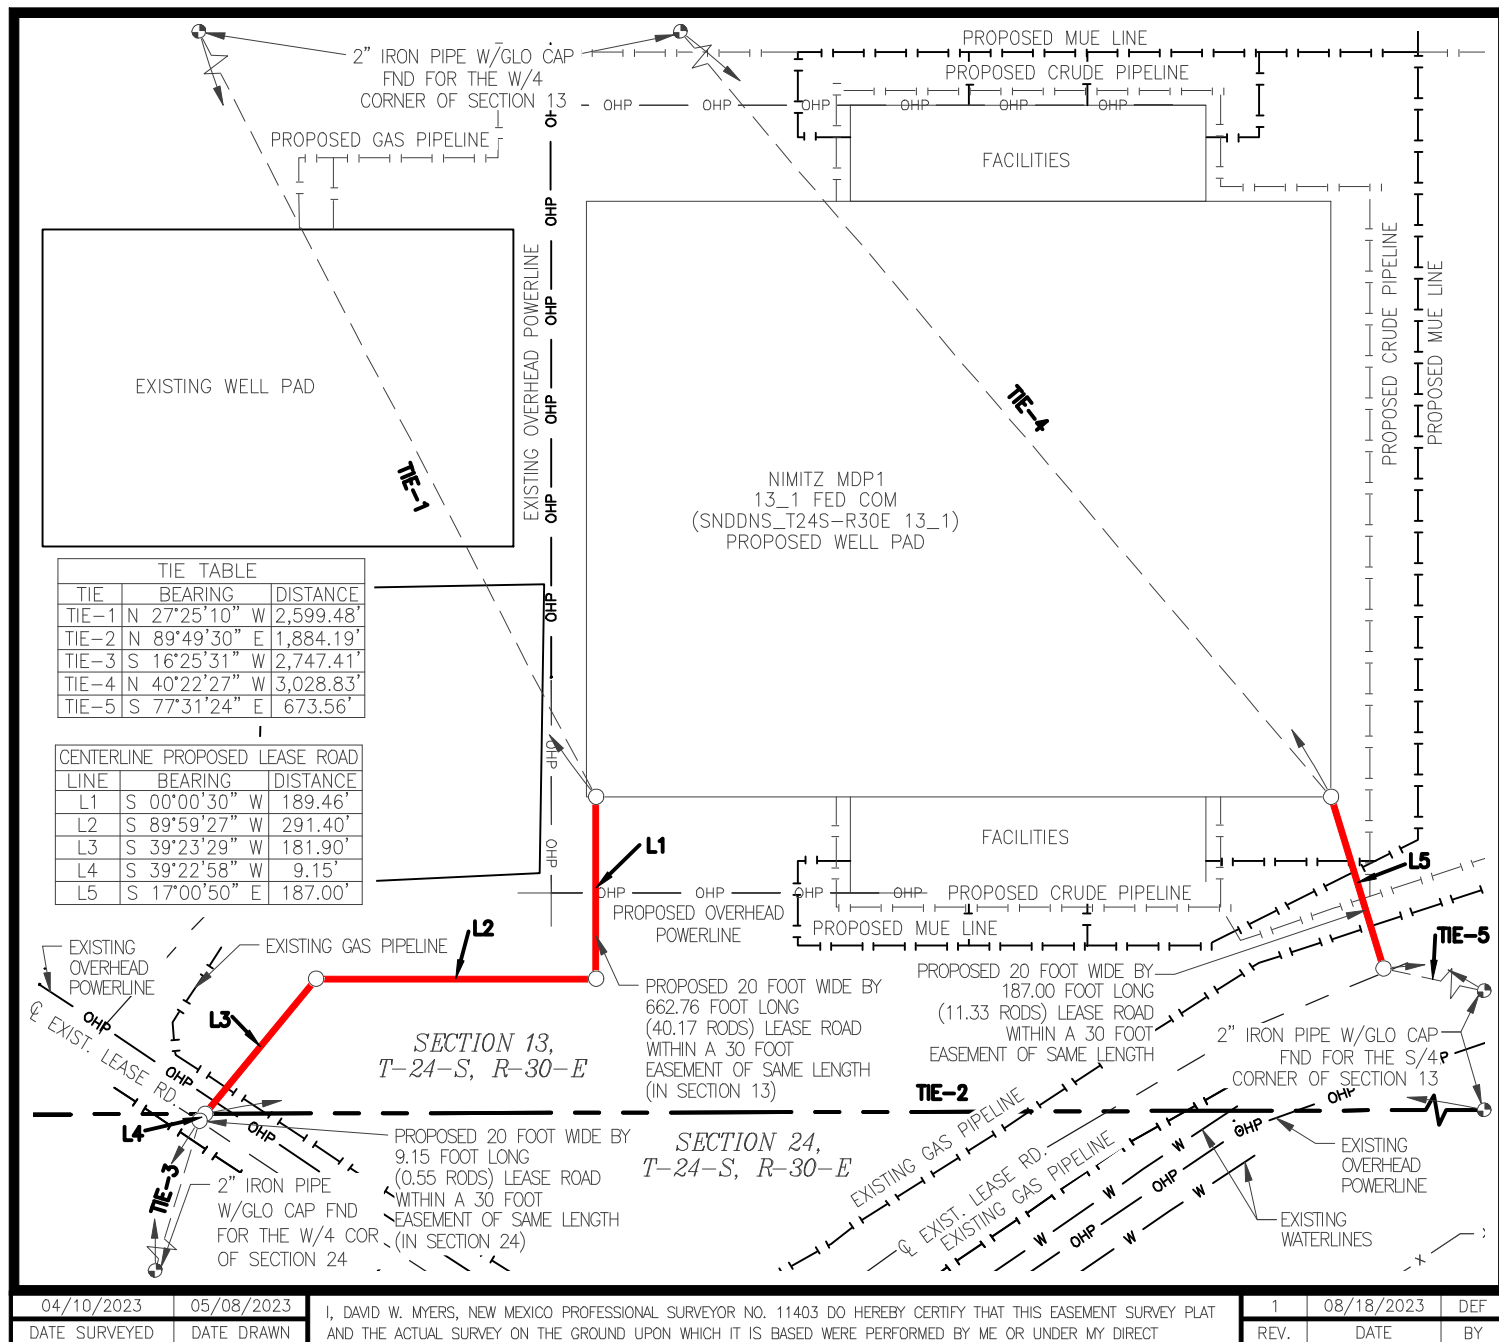 2" IRON PIPE W/GLO CAP
FND FOR THE W/4
CORNER OF SECTION 13
PROPOSED MUE LINE
PROPOSED CRUDE PIPELINE
OHP
OHP
OHP
OHP
OHP
OHP
OHP
PROPOSED GAS PIPELINE
FACILITIES
OHP
EXISTING OVERHEAD POWERLINE
OHP
OHP
OHP
OHP
PROPOSED CRUDE PIPELINE
PROPOSED MUE LINE
EXISTING WELL PAD
TIE-4
TIE-1
NIMITZ MDP1
13_1 FED COM
(SNDDNS_T24S-R30E 13_1)
PROPOSED WELL PAD
TIE TABLE
TIE BEARING DISTANCE
TIE-1 N 27°25'10" W 2,599.48'
TIE-2 N 89°49'30" E 1,884.19'
TIE-3 S 16°25'31" W 2,747.41'
TIE-4 N 40°22'27" W 3,028.83'
TIE-5 S 77°31'24" E 673.56'
CENTERLINE PROPOSED LEASE ROAD
LINE BEARING DISTANCE
L1 S 00°00'30" W 189.46'
L2 S 89°59'27" W 291.40'
L3 S 39°23'29" W 181.90'
L4 S 39°22'58" W 9.15'
L5 S 17°00'50" E 187.00'
OHP
OHP
L1
FACILITIES
L5
OHP
OHP
OHP
OHP
PROPOSED CRUDE PIPELINE
PROPOSED OVERHEAD
POWERLINE
PROPOSED MUE LINE
L2
TIE-5
EXISTING
OVERHEAD
POWERLINE
EXISTING GAS PIPELINE
PROPOSED 20 FOOT WIDE BY
662.76 FOOT LONG
(40.17 RODS) LEASE ROAD
WITHIN A 30 FOOT
EASEMENT OF SAME LENGTH
(IN SECTION 13)
PROPOSED 20 FOOT WIDE BY
187.00 FOOT LONG
(11.33 RODS) LEASE ROAD
WITHIN A 30 FOOT
EASEMENT OF SAME LENGTH
OHP
℄ EXIST. LEASE RD.
L3
SECTION 13,
T-24-S, R-30-E
2" IRON PIPE W/GLO CAP
FND FOR THE S/4
CORNER OF SECTION 13
OHP
TIE-2
OHP
L4
OHP
PROPOSED 20 FOOT WIDE BY
9.15 FOOT LONG
(0.55 RODS) LEASE ROAD
WITHIN A 30 FOOT
EASEMENT OF SAME LENGTH
(IN SECTION 24)
SECTION 24,
T-24-S, R-30-E
TIE-3
2" IRON PIPE
W/GLO CAP FND
FOR THE W/4 COR
OF SECTION 24
EXISTING GAS PIPELINE
℄ EXIST. LEASE RD.
EXISTING GAS PIPELINE
W
OHP
W
OHP
W
W
OHP
W
EXISTING
OVERHEAD
POWERLINE
EXISTING
WATERLINES
X
04/10/2023 05/08/2023
DATE SURVEYED DATE DRAWN
I, DAVID W. MYERS, NEW MEXICO PROFESSIONAL SURVEYOR NO. 11403 DO HEREBY CERTIFY THAT THIS EASEMENT SURVEY PLAT
AND THE ACTUAL SURVEY ON THE GROUND UPON WHICH IT IS BASED WERE PERFORMED BY ME OR UNDER MY DIRECT
1 08/18/2023 DEF
REV. DATE BY